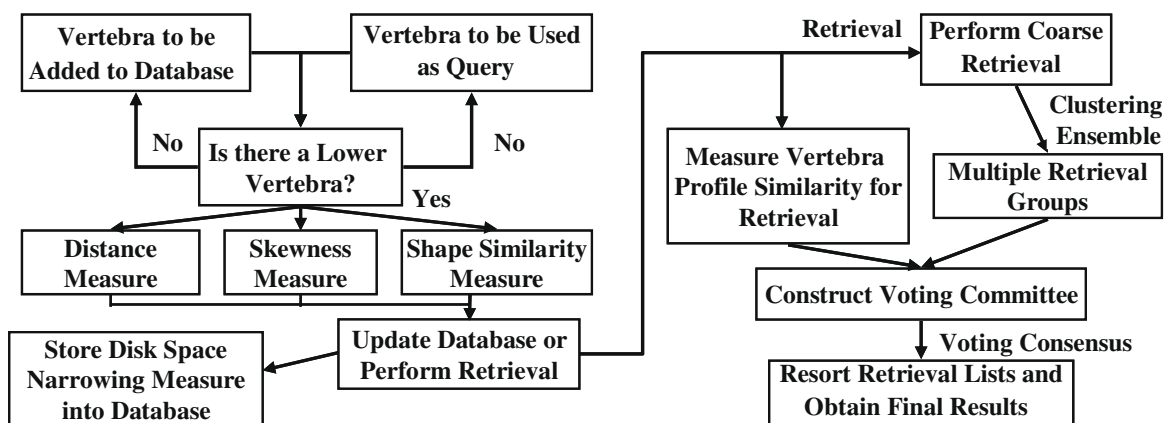 Vertebra to be
Added to Database
Vertebra to be Used
as Query
No
No
Is there a Lower
Vertebra?
Yes
Distance
Measure
Skewness
Measure
Shape Similarity
Measure
Update Database or
Perform Retrieval
Store Disk Space
Narrowing Measure
into Database
Retrieval
Perform Coarse
Retrieval
Clustering
Ensemble
Measure Vertebra
Profile Similarity for
Retrieval
Multiple Retrieval
Groups
Construct Voting Committee
Voting Consensus
Resort Retrieval Lists and
Obtain Final Results